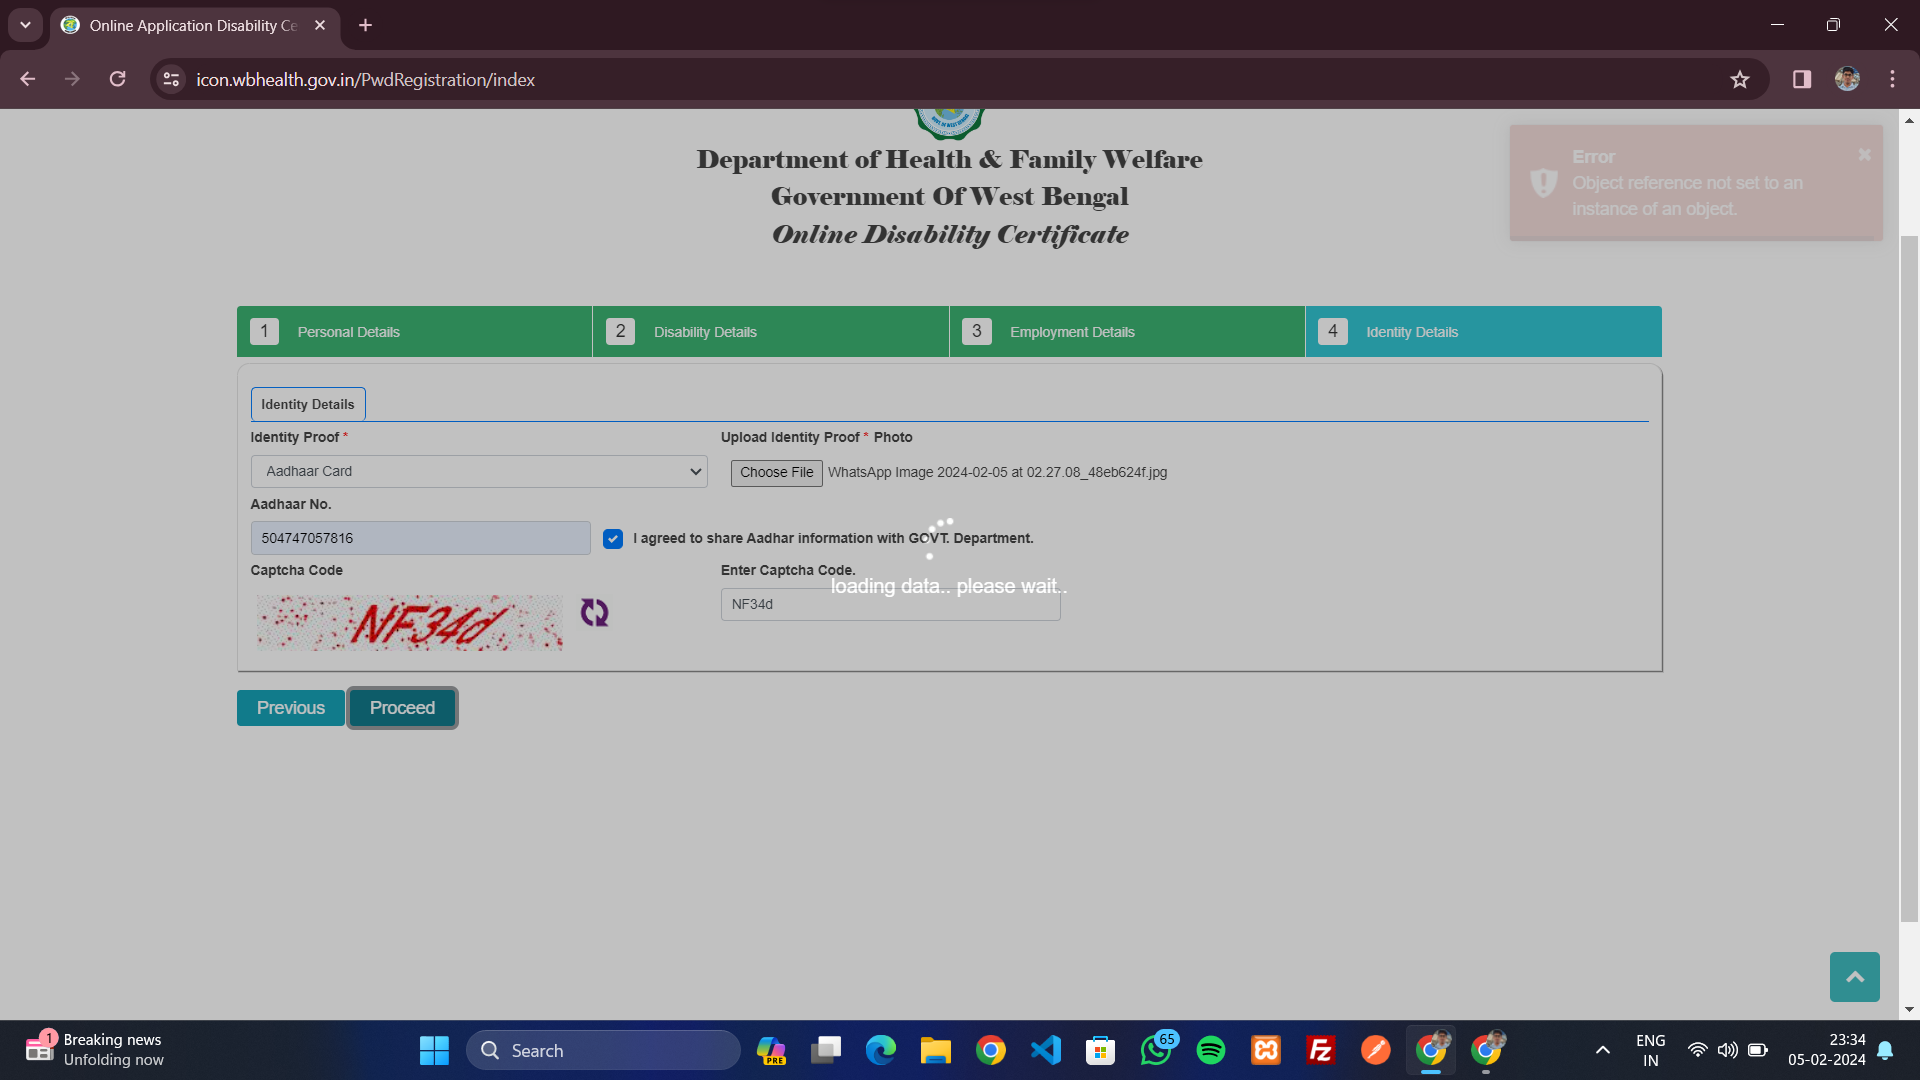 Online Application Disability Ce
icon.wbhealth.gov.in/PwdRegistration/index
Department of Health & Family Welfare
Government Of West Bengal
Online Disability Certificate
Error
Object reference not set to an
instance of an object.
1 Personal Details
2 Disability Details
3 Employment Details
4 Identity Details
Identity Details
Identity Proof *
Upload Identity Proof * Photo
Aadhaar Card
Choose File WhatsApp Image 2024-02-05 at 02.27.08_48eb624f.jpg
Aadhaar No.
504747057816
I agreed to share Aadhar information with GOVT. Department.
Captcha Code
Enter Captcha Code.
loading data.. please wait..
NF34d
NF34d
Previous
Proceed
1
Breaking news
Unfolding now
Search
PRE
65
Fz
ENG
IN
23:34
05-02-2024